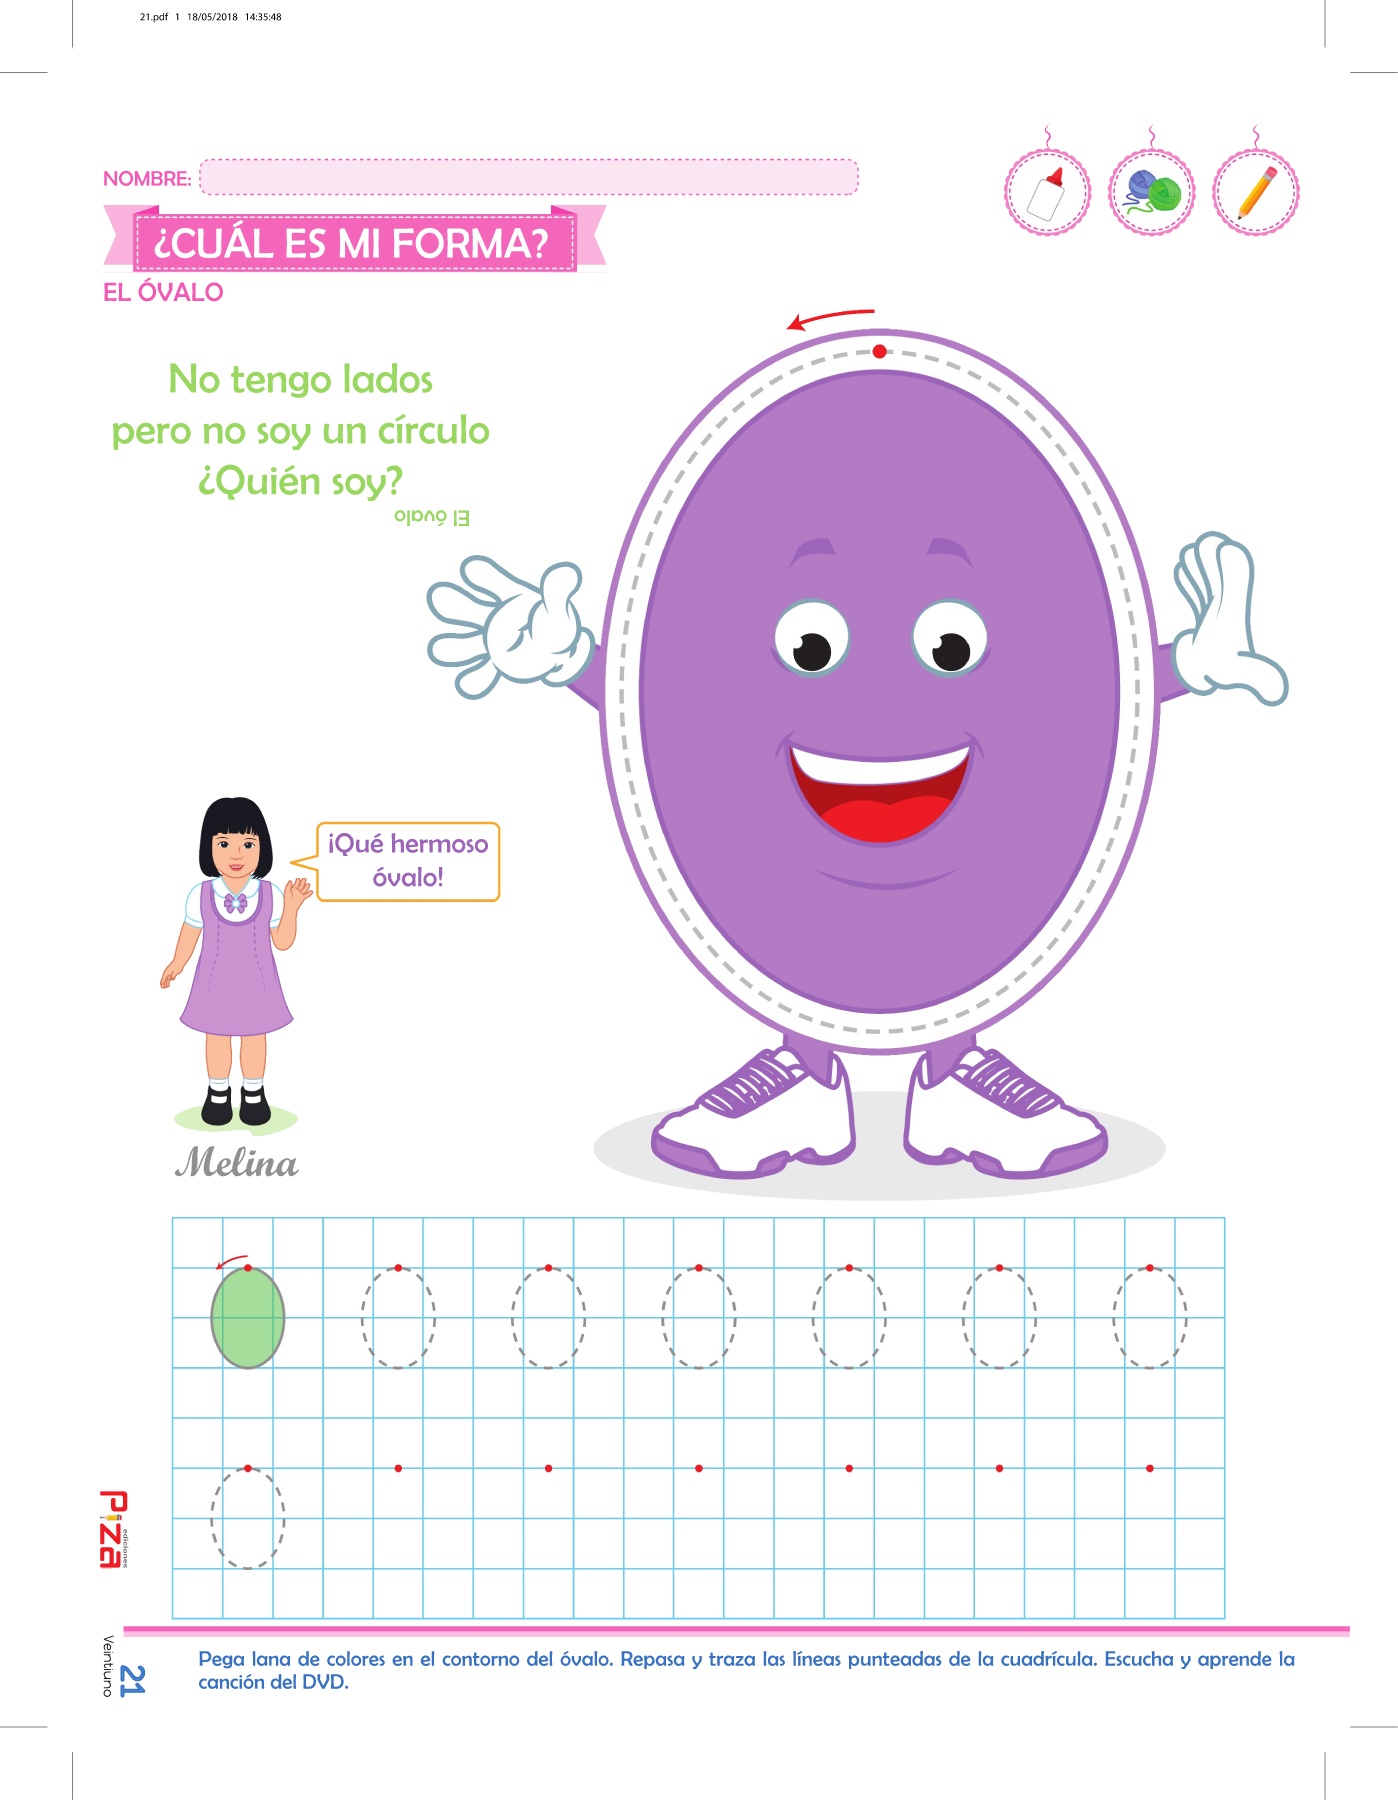 21.pdf 1 18/05/2018 14:35:48
NOMBRE:
¿CUÁL ES MI FORMA?
EL ÓVALO
No tengo lados
pero no soy un círculo
¿Quién soy?
El óvalo
¡Qué hermoso
óvalo!
Melina
Piza
ediciones
21
Veintiuno
Pega lana de colores en el contorno del óvalo. Repasa y traza las líneas punteadas de la cuadrícula. Escucha y aprende la
canción del DVD.